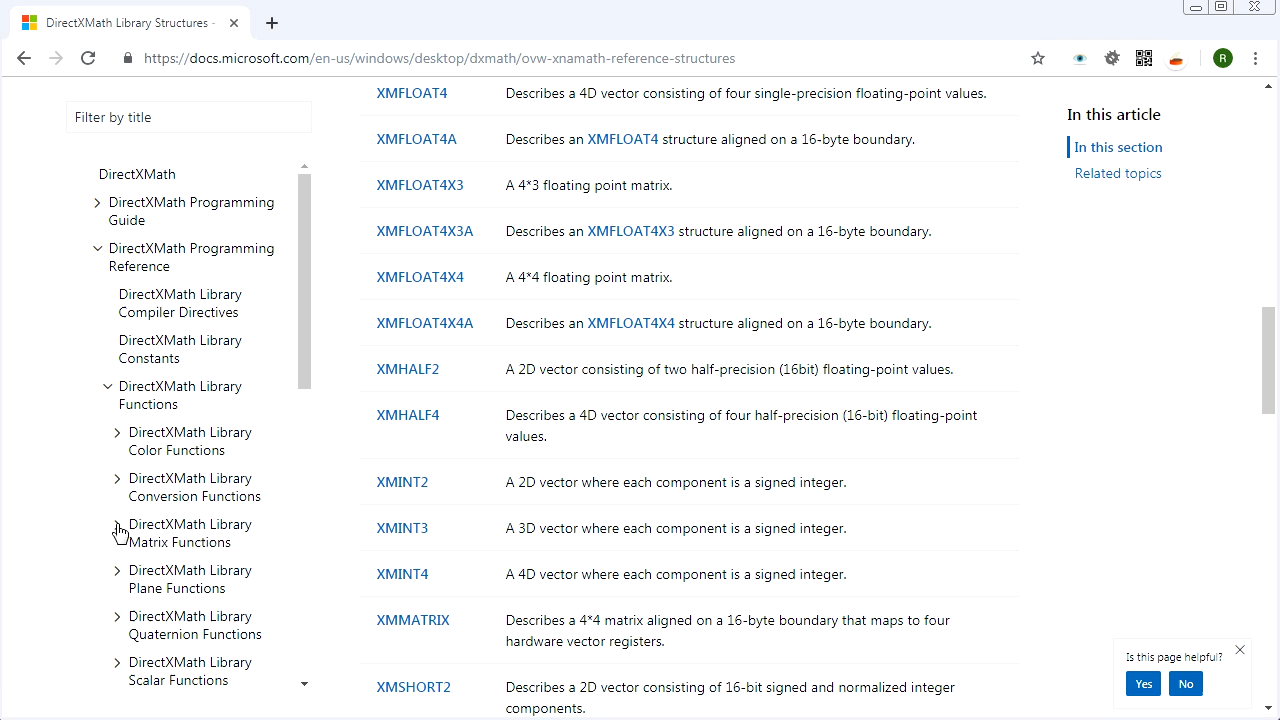 DirectXMath Library Structures -
https://docs.microsoft.com/en-us/windows/desktop/dxmath/ovw-xnamath-reference-structures
R
Filter by title
DirectXMath
DirectXMath Programming
Guide
DirectXMath Programming
Reference
DirectXMath Library
Compiler Directives
DirectXMath Library
Constants
DirectXMath Library
Functions
DirectXMath Library
Color Functions
DirectXMath Library
Conversion Functions
DirectXMath Library
Matrix Functions
DirectXMath Library
Plane Functions
DirectXMath Library
Quaternion Functions
DirectXMath Library
Scalar Functions
XMFLOAT4 Describes a 4D vector consisting of four single-precision floating-point values.
XMFLOAT4A Describes an XMFLOAT4 structure aligned on a 16-byte boundary.
XMFLOAT4X3 A 4*3 floating point matrix.
XMFLOAT4X3A Describes an XMFLOAT4X3 structure aligned on a 16-byte boundary.
XMFLOAT4X4 A 4*4 floating point matrix.
XMFLOAT4X4A Describes an XMFLOAT4X4 structure aligned on a 16-byte boundary.
XMHALF2 A 2D vector consisting of two half-precision (16bit) floating-point values.
XMHALF4 Describes a 4D vector consisting of four half-precision (16-bit) floating-point
values.
XMINT2 A 2D vector where each component is a signed integer.
XMINT3 A 3D vector where each component is a signed integer.
XMINT4 A 4D vector where each component is a signed integer.
XMMATRIX Describes a 4*4 matrix aligned on a 16-byte boundary that maps to four
hardware vector registers.
XMSHORT2 Describes a 2D vector consisting of 16-bit signed and normalized integer
components.
In this article
In this section
Related topics
Is this page helpful?
Yes No